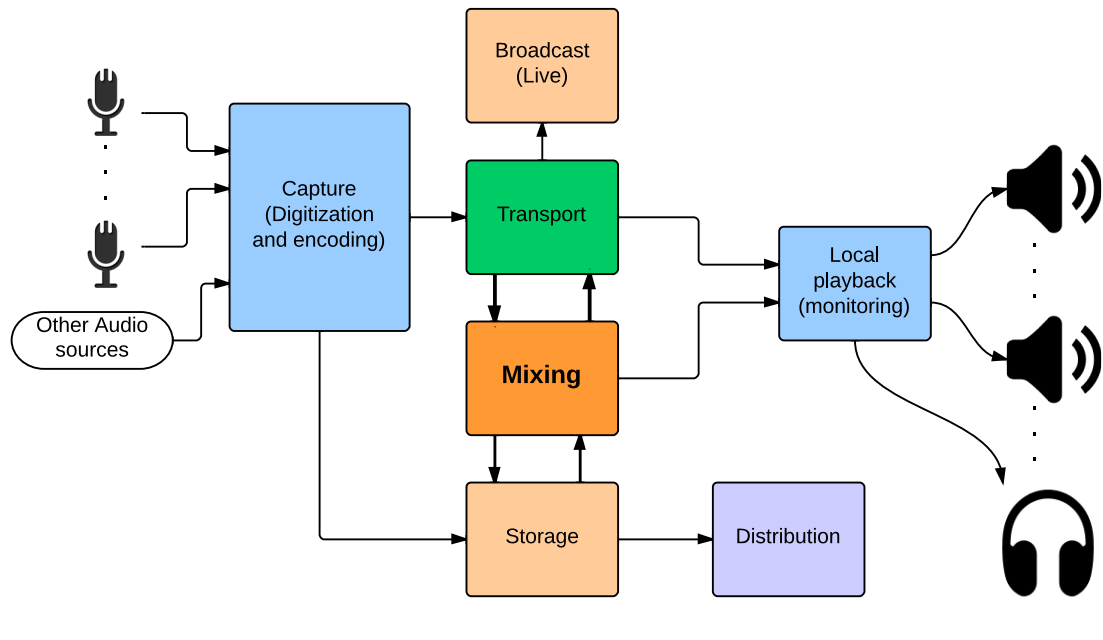 Broadcast
(Live)
Capture
(Digitization
and encoding)
Transport
Local
playback
(monitoring)
Other Audio
sources
Mixing
Storage
Distribution